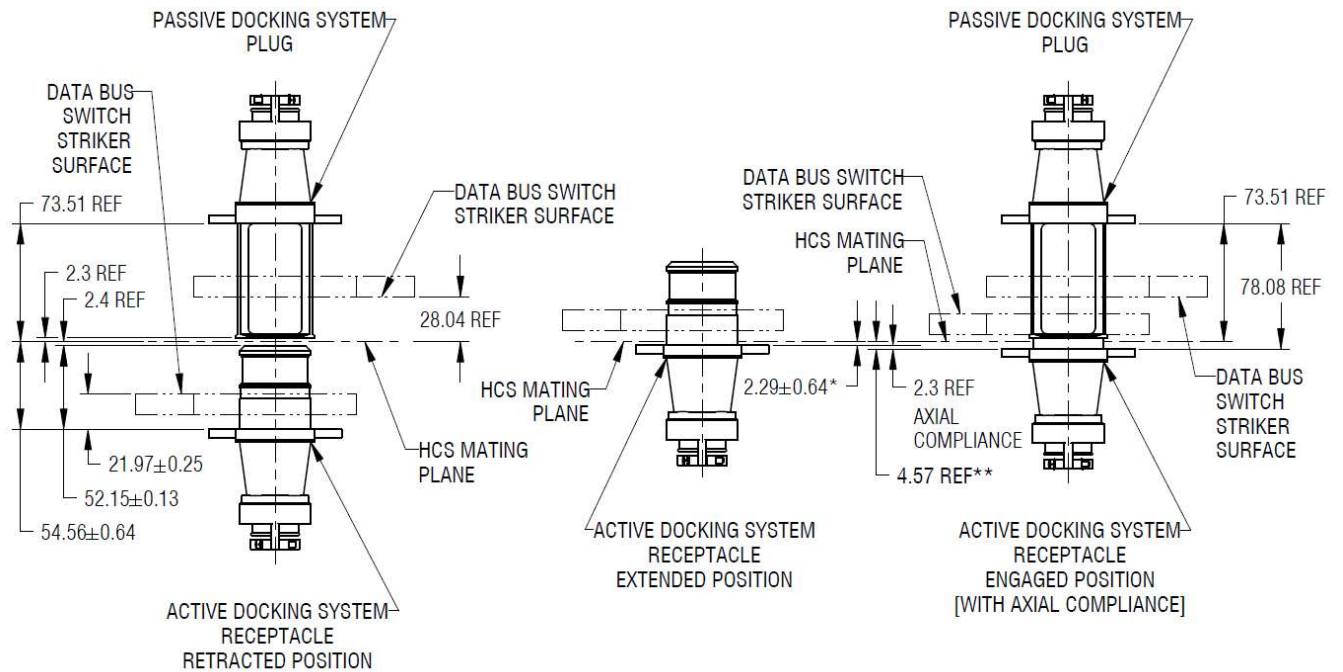 PASSIVE DOCKING SYSTEM
PLUG
DATA BUS
SWITCH
STRIKER
SURFACE
73.51 REF
2.3 REF
2.4 REF
DATA BUS SWITCH
STRIKER SURFACE
28.04 REF
HCS MATING
PLANE
21.97±0.25
52.15±0.13
54.56±0.64
ACTIVE DOCKING SYSTEM
RECEPTACLE
RETRACTED POSITION
HCS MATING
PLANE
ACTIVE DOCKING SYSTEM
RECEPTACLE
EXTENDED POSITION
PASSIVE DOCKING SYSTEM
PLUG
DATA BUS SWITCH
STRIKER SURFACE
HCS MATING
PLANE
73.51 REF
78.08 REF
2.29±0.64*
2.3 REF
AXIAL
COMPLIANCE
4.57 REF**
DATA BUS
SWITCH
STRIKER
SURFACE
ACTIVE DOCKING SYSTEM
RECEPTACLE
ENGAGED POSITION
[WITH AXIAL COMPLIANCE]